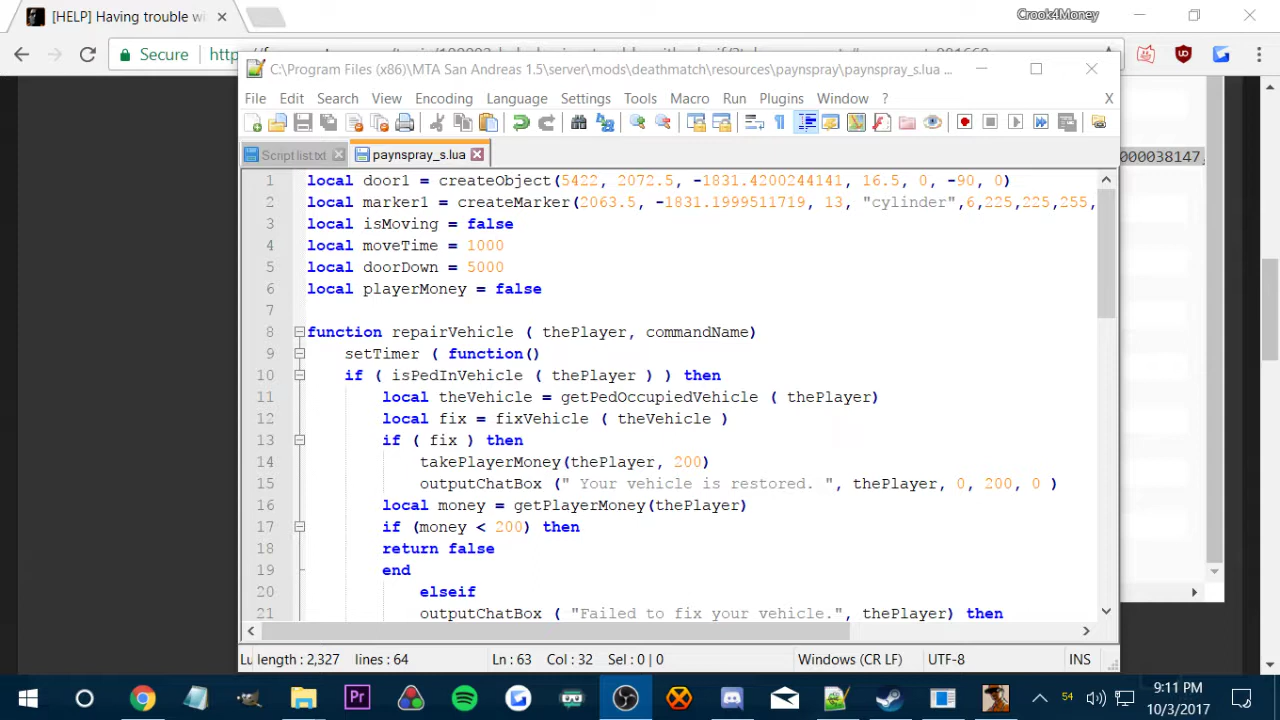 [HELP] Having trouble wi
Crook4Money
Secure
http
C:\Program Files (x86)\MTA San Andreas 1.5\server\mods\deathmatch\resources\paynspray\paynspray_s.lua ...
File Edit Search View Encoding Language Settings Tools Macro Run Plugins Window ? X
Script list.txt
paynspray_s.lua
000038147,
1 local door1 = createObject(5422, 2072.5, -1831.4200244141, 16.5, 0, -90, 0)
2 local marker1 = createMarker(2063.5, -1831.1999511719, 13, "cylinder",6,225,225,255,
3 local isMoving = false
4 local moveTime = 1000
5 local doorDown = 5000
6 local playerMoney = false
7
8 function repairVehicle ( thePlayer, commandName)
9 setTimer ( function()
10 if ( isPedInVehicle ( thePlayer ) ) then
11 local theVehicle = getPedOccupiedVehicle ( thePlayer)
12 local fix = fixVehicle ( theVehicle )
13 if ( fix ) then
14 takePlayerMoney(thePlayer, 200)
15 outputChatBox (" Your vehicle is restored. ", thePlayer, 0, 200, 0 )
16 local money = getPlayerMoney(thePlayer)
17 if (money < 200) then
18 return false
19 end
20 elseif
21 outputChatBox ( "Failed to fix your vehicle.", thePlayer) then
Lu length : 2,327 lines : 64 Ln : 63 Col : 32 Sel : 0 | 0 Windows (CR LF) UTF-8 INS
54
9:11 PM
10/3/2017